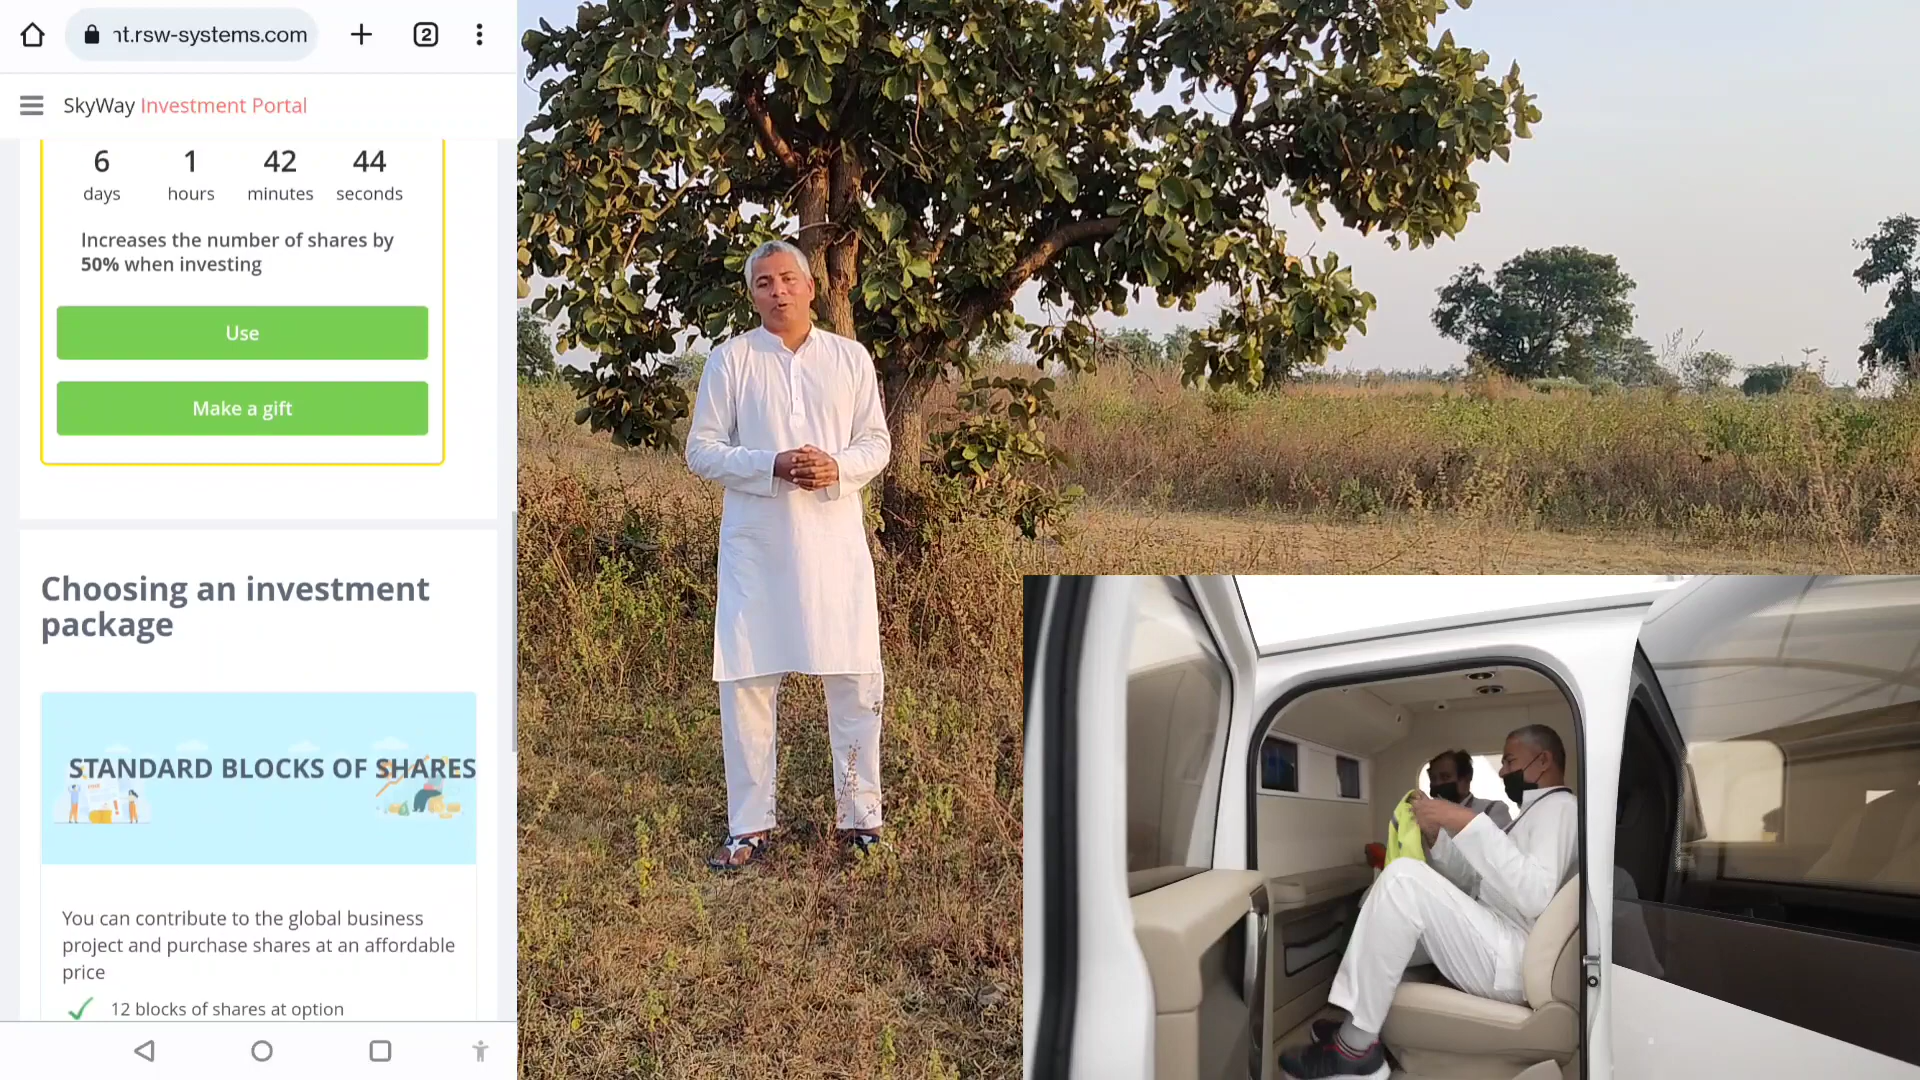 nt.rsw-systems.com
2
SkyWay Investment Portal
6 1 42 44
days hours minutes seconds
Increases the number of shares by
50% when investing
Use
Make a gift
Choosing an investment
package
STANDARD BLOCKS OF SHARES
You can contribute to the global business
project and purchase shares at an affordable
price
12 blocks of shares at option